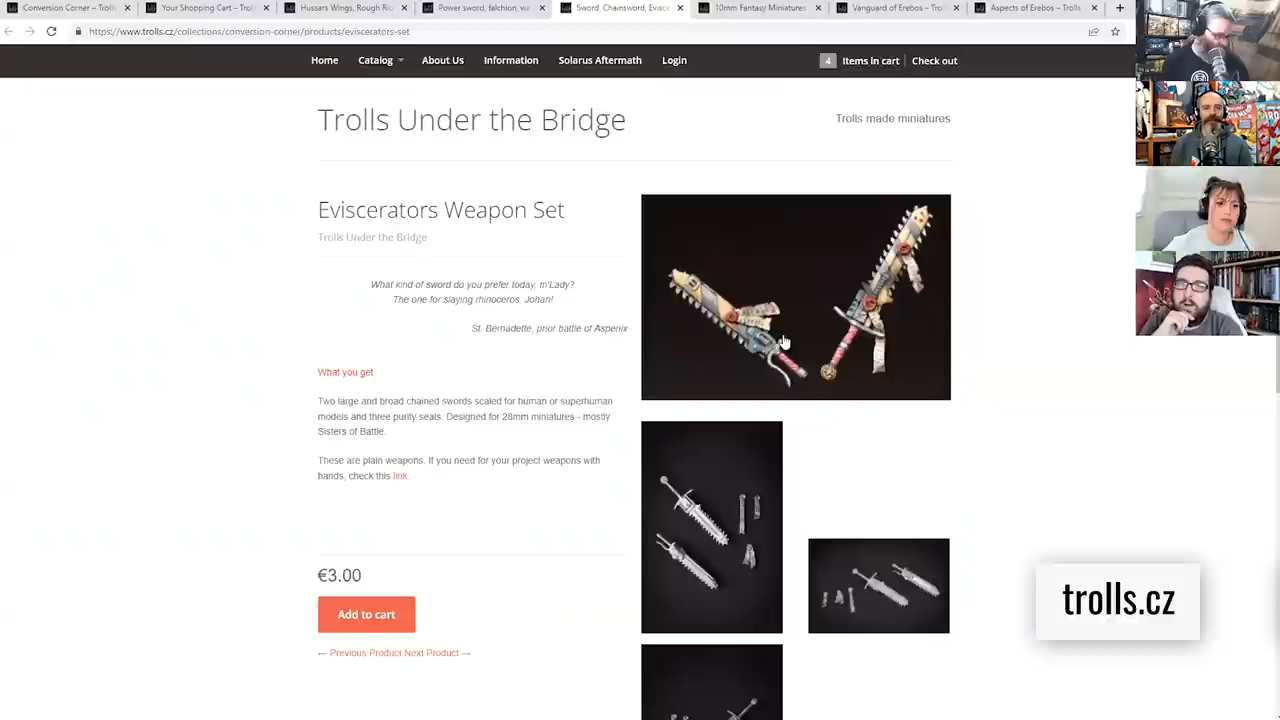 Conversion Corner – Troll
Your Shopping Cart – Troll
Hussars Wings, Rough Ric
Power sword, falchion, wa
Sword, Chainsword, Evisce
10mm Fantasy Miniatures
Vanguard of Erebos – Troll
Aspects of Erebos – Trolls
https://www.trolls.cz/collections/conversion-corner/products/eviscerators-set
Home
Catalog
About Us
Information
Solarus Aftermath
Login
4 Items in cart
Check out
Trolls Under the Bridge
Trolls made miniatures
Eviscerators Weapon Set
Trolls Under the Bridge
What kind of sword do you prefer today, m'Lady?
The one for slaying rhinoceros, Johan!
St. Bernadette, prior battle of Aspenix
What you get
Two large and broad chained swords scaled for human or superhuman
models and three purity seals. Designed for 28mm miniatures - mostly
Sisters of Battle.
These are plain weapons. If you need for your project weapons with
hands, check this link.
€3.00
Add to cart
← Previous Product Next Product →
trolls.cz